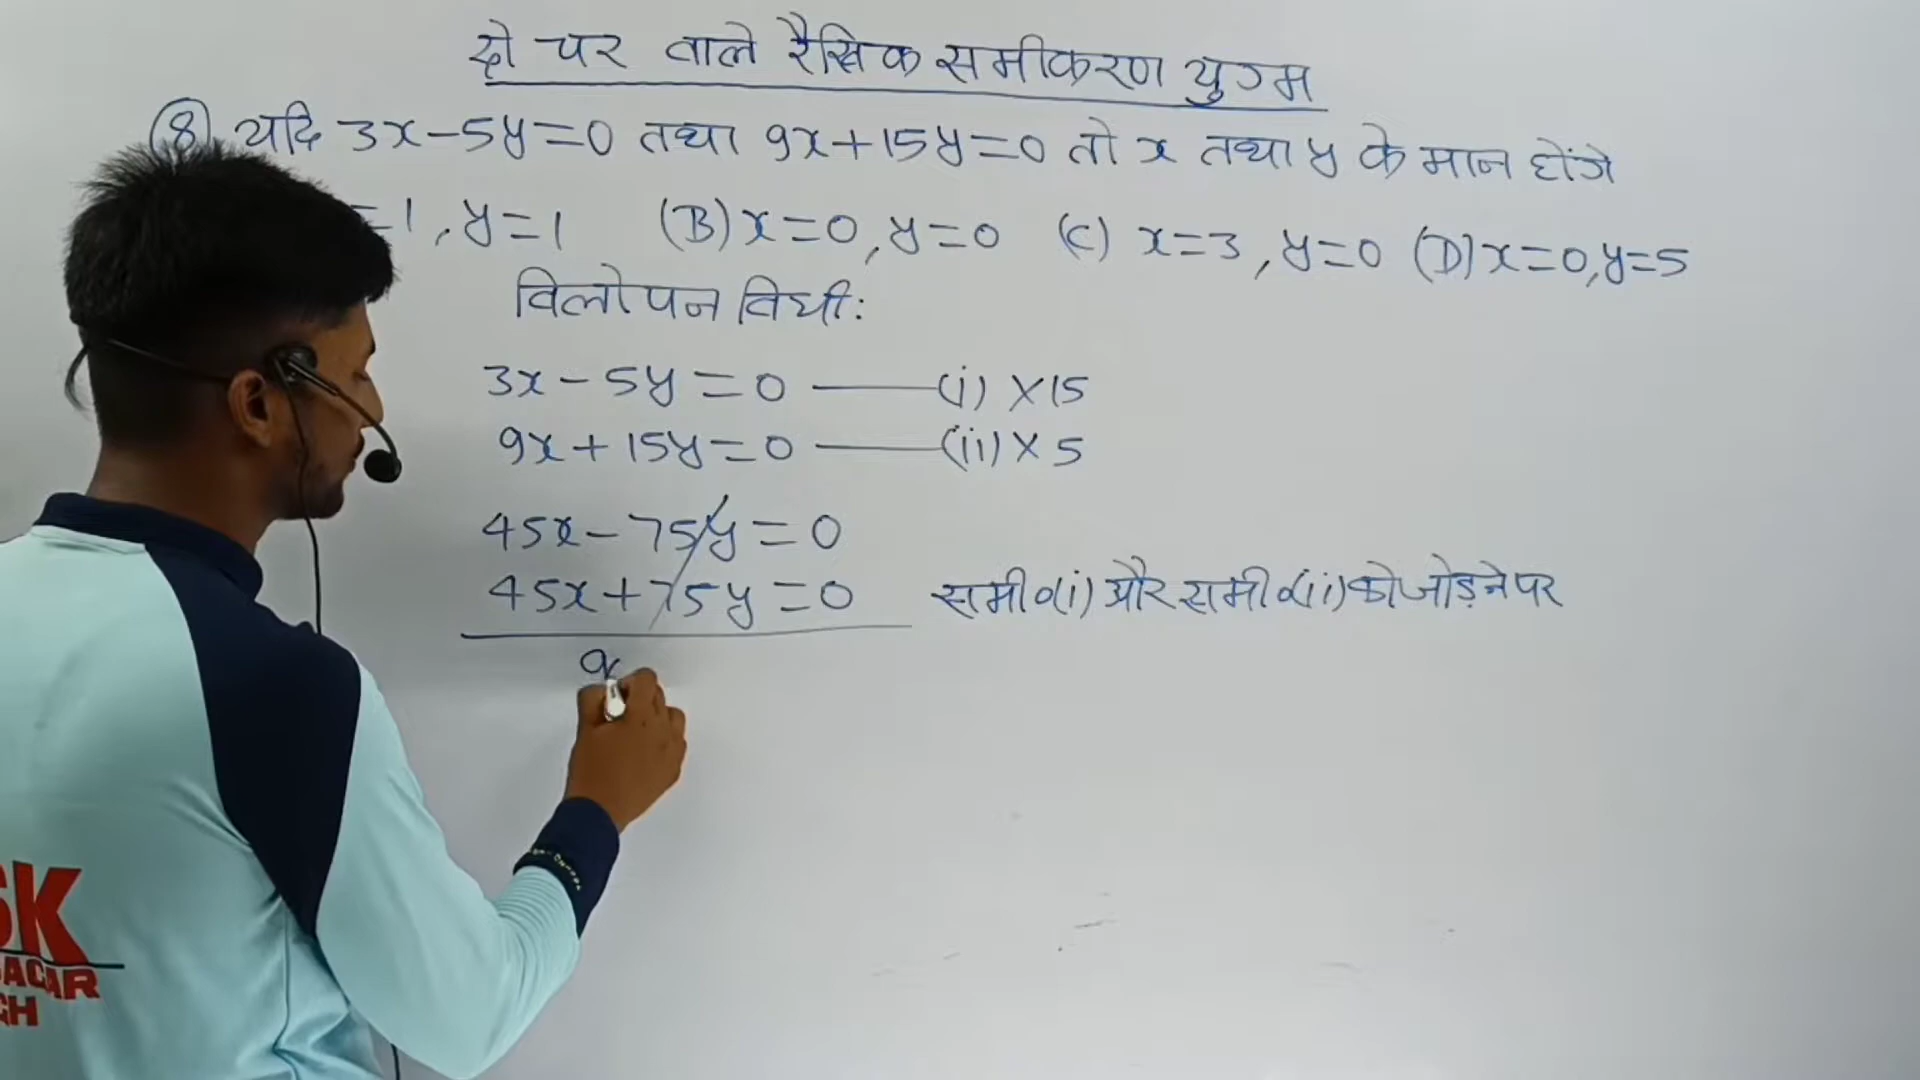 दो चर वाले रैखिक समीकरण युग्म
(8) यदि 3x-5y=0 तथा 9x+15y=0 तो x तथा y के मान होंगे
=1, y=1 (B) x=0, y=0 (C) x=3, y=0 (D) x=0, y=5
विलोपन विधी:
3x-5y=0 ——(i) ×15
9x+15y=0 ——(ii) ×5
45x-75y=0
45x+75y=0 समी०(i) और समी०(ii) को जोड़ने पर
9
SK